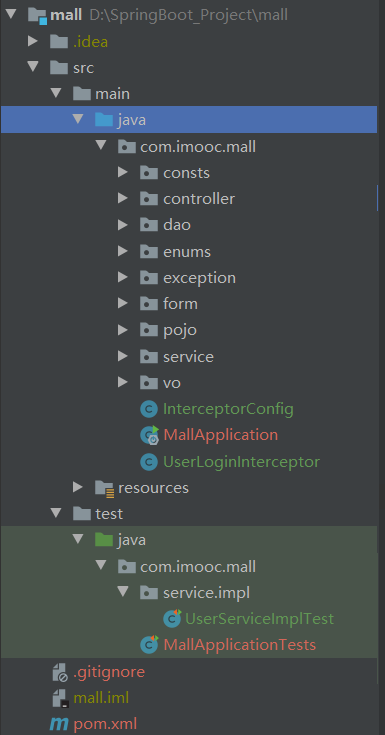 mall D:\SpringBoot_Project\mall
.idea
src
main
java
com.imooc.mall
consts
controller
dao
enums
exception
form
pojo
service
vo
InterceptorConfig
MallApplication
UserLoginInterceptor
resources
test
java
com.imooc.mall
service.impl
UserServiceImplTest
MallApplicationTests
.gitignore
mall.iml
pom.xml